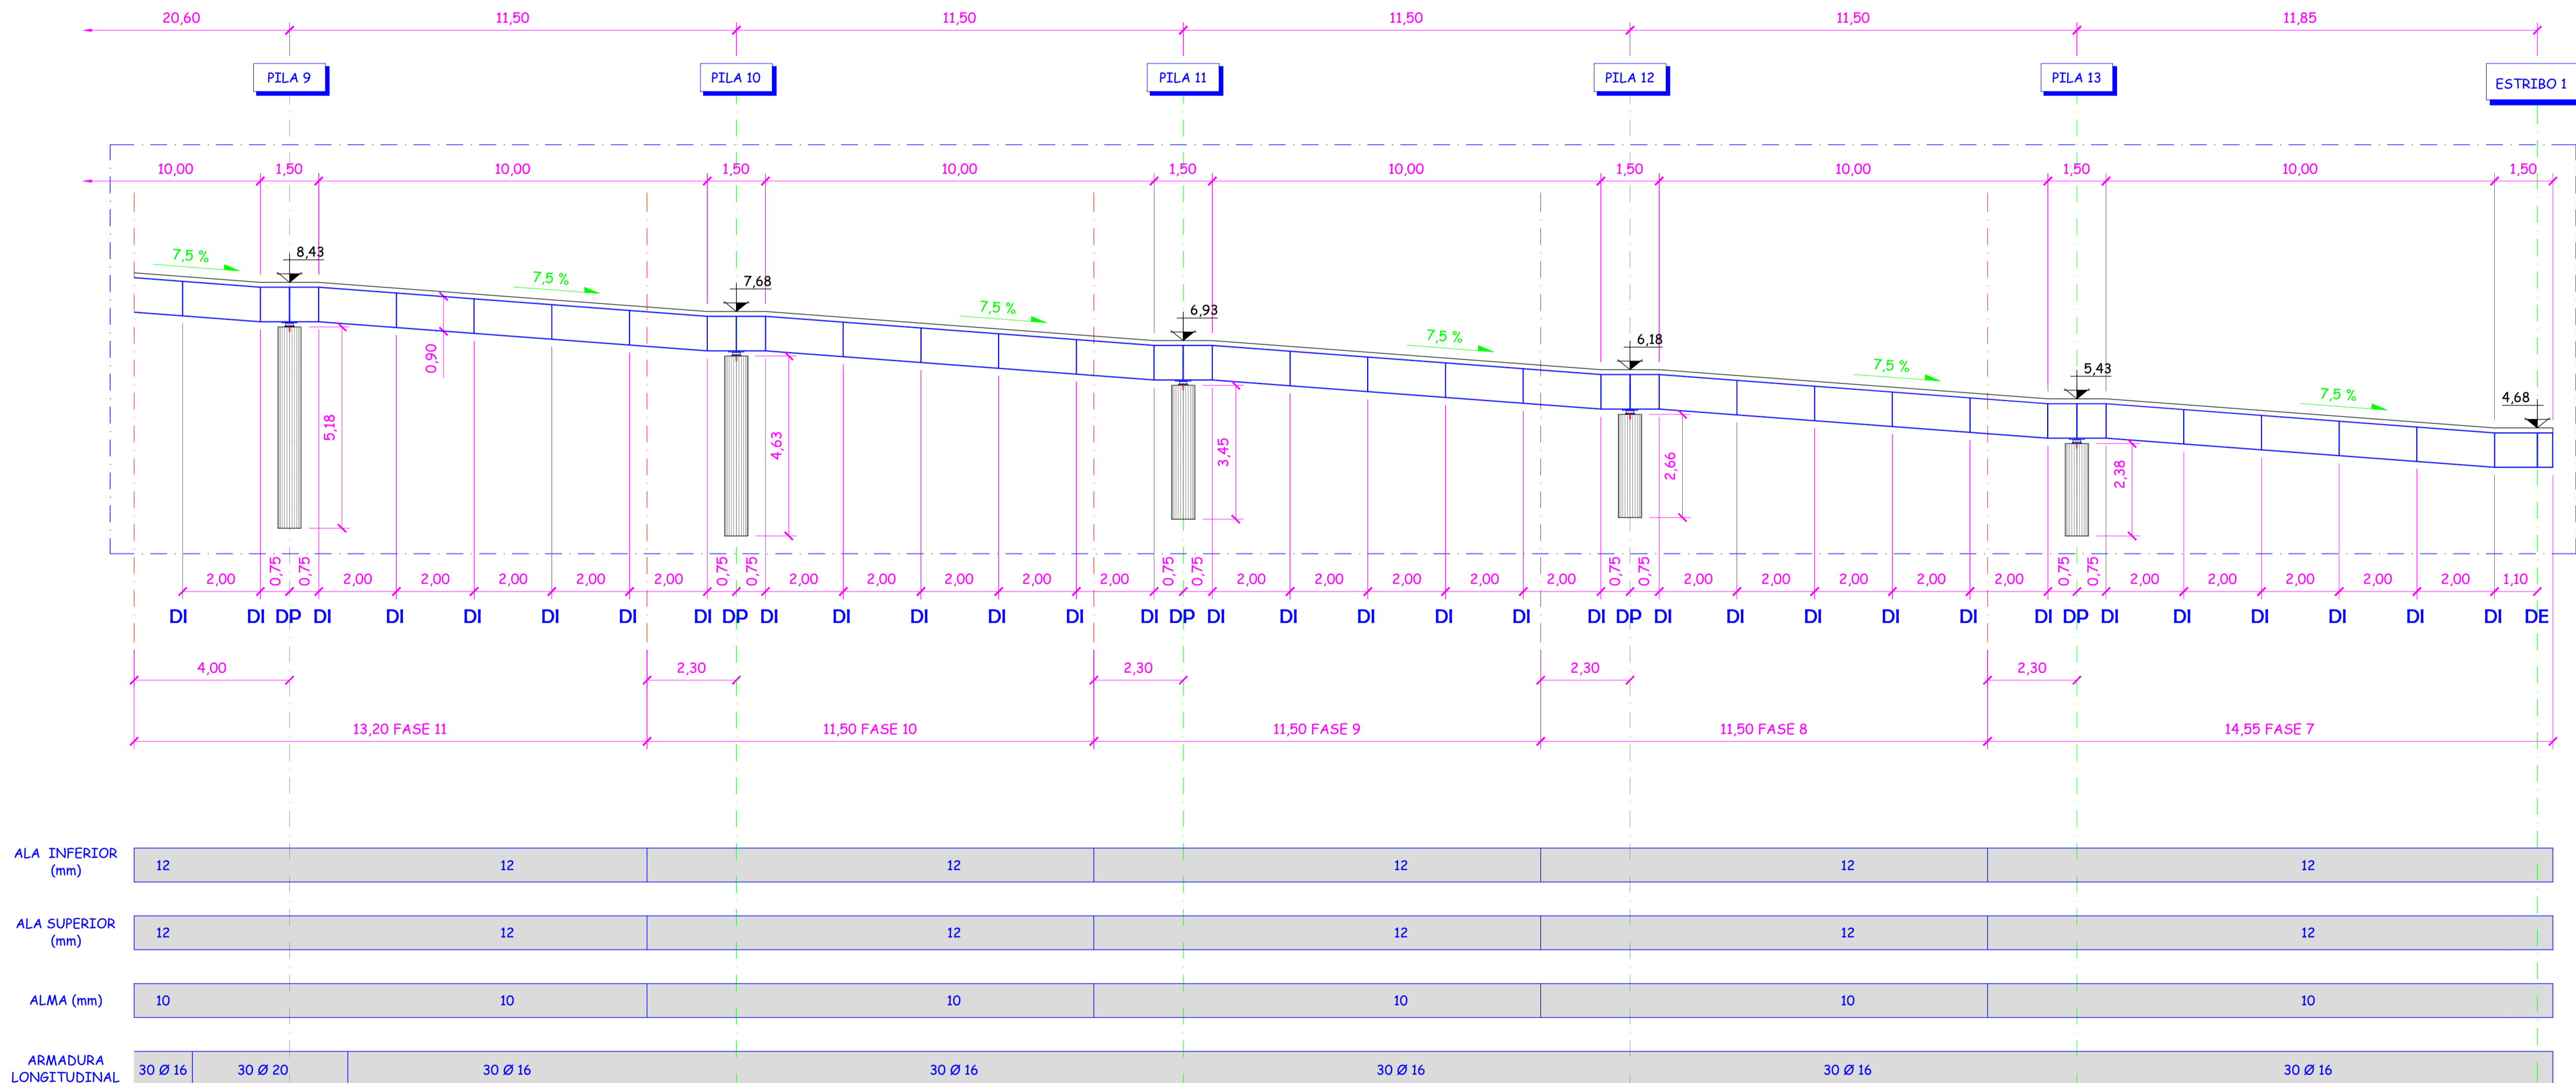 20,60 11,50 11,50 11,50 11,50 11,85
PILA 9 PILA 10 PILA 11 PILA 12 PILA 13 ESTRIBO 1
10,00 1,50 10,00 1,50 10,00 1,50 10,00 1,50 10,00 1,50 10,00 1,50
7,5 % 8,43 7,5 % 7,68 7,5 % 6,93 7,5 % 6,18 7,5 % 5,43 7,5 % 4,68
0,90
5,18 4,63 3,45 2,66 2,38
2,00 0,75 0,75 2,00 2,00 2,00 2,00 2,00 0,75 0,75 2,00 2,00 2,00 2,00 2,00 0,75 0,75 2,00 2,00 2,00 2,00 2,00 0,75 0,75 2,00 2,00 2,00 2,00 2,00 0,75 0,75 2,00 2,00 2,00 2,00 2,00 1,10
DI DI DP DI DI DI DI DI DI DP DI DI DI DI DI DI DP DI DI DI DI DI DI DP DI DI DI DI DI DI DP DI DI DI DI DI DI DE
4,00 2,30 2,30 2,30 2,30
13,20 FASE 11 11,50 FASE 10 11,50 FASE 9 11,50 FASE 8 14,55 FASE 7
ALA INFERIOR
(mm)
12 12 12 12 12 12
ALA SUPERIOR
(mm)
12 12 12 12 12 12
ALMA (mm) 10 10 10 10 10 10
ARMADURA
LONGITUDINAL
30 Ø 16 30 Ø 20 30 Ø 16 30 Ø 16 30 Ø 16 30 Ø 16 30 Ø 16